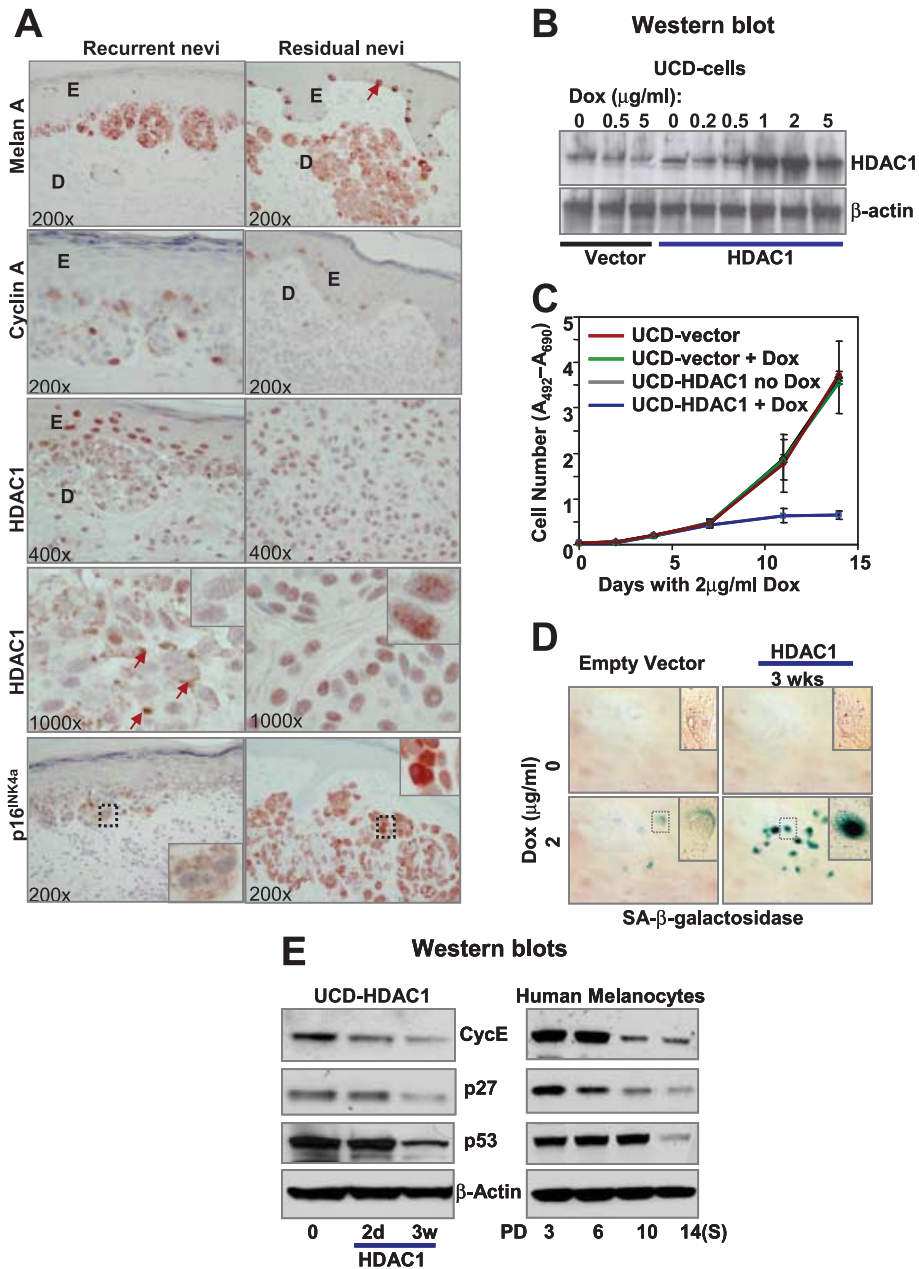 A
Recurrent nevi
Residual nevi
Melan A
E
D
200x
E
D
200x
Cyclin A
E
200x
E
D
200x
HDAC1
E
D
400x
400x
HDAC1
1000x
1000x
p16INK4a
200x
200x
B
Western blot
UCD-cells
Dox (μg/ml):
0 0.5 5 0 0.2 0.5 1 2 5
HDAC1
β-actin
Vector
HDAC1
C
Cell Number (A492–A690)
5
4
3
2
1
0
UCD-vector
UCD-vector + Dox
UCD-HDAC1 no Dox
UCD-HDAC1 + Dox
0 5 10 15
Days with 2μg/ml Dox
D
Empty Vector
HDAC1
3 wks
Dox (μg/ml)
0
2
SA-β-galactosidase
E
Western blots
UCD-HDAC1
Human Melanocytes
CycE
p27
p53
β-Actin
0 2d 3w
HDAC1
PD 3 6 10 14(S)